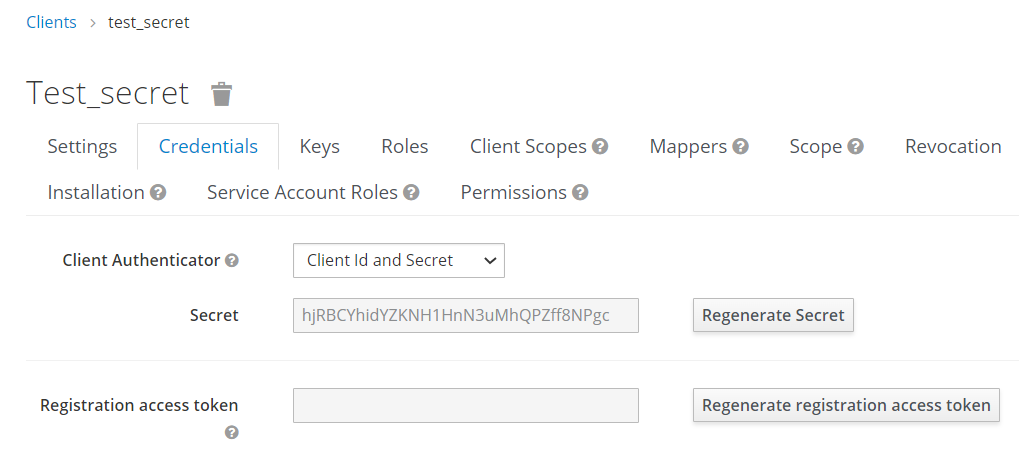 Clients > test_secret
Test_secret
Settings Credentials Keys Roles Client Scopes ? Mappers ? Scope ? Revocation
Installation ? Service Account Roles ? Permissions ?
Client Authenticator ? Client Id and Secret
Secret hjRBCYhidYZKNH1HnN3uMhQPZff8NPgc Regenerate Secret
Registration access token Regenerate registration access token
?